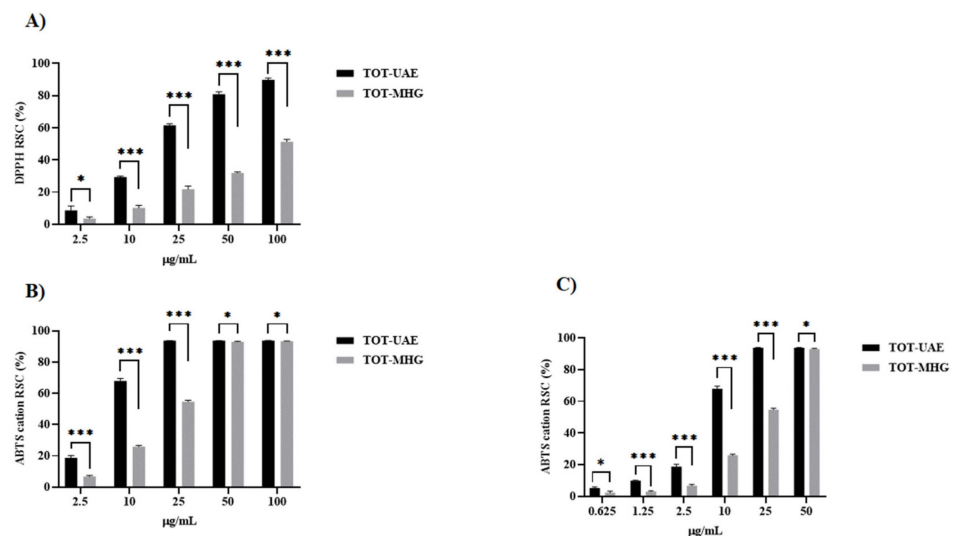 A)
***
***
***
***
*
100
80
60
40
20
0
DPPH RSC (%)
2.5 10 25 50 100
µg/mL
TOT-UAE
TOT-MHG
B)
*** * *
***
***
100
80
60
40
20
0
ABTS cation RSC (%)
2.5 10 25 50 100
µg/mL
TOT-UAE
TOT-MHG
C)
*** *
***
***
* ***
100
80
60
40
20
0
ABTS cation RSC (%)
0.625 1.25 2.5 10 25 50
µg/mL
TOT-UAE
TOT-MHG